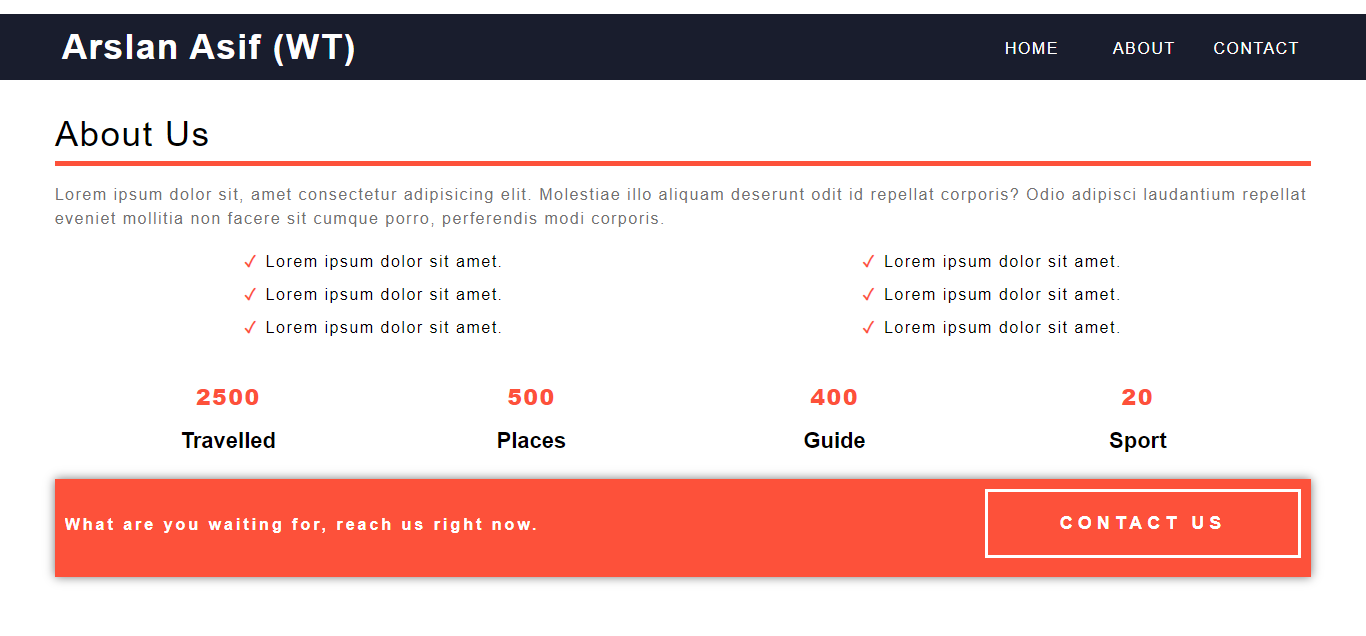 Arslan Asif (WT)
HOME ABOUT CONTACT
About Us
Lorem ipsum dolor sit, amet consectetur adipisicing elit. Molestiae illo aliquam deserunt odit id repellat corporis? Odio adipisci laudantium repellat
eveniet mollitia non facere sit cumque porro, perferendis modi corporis.
✓ Lorem ipsum dolor sit amet.
✓ Lorem ipsum dolor sit amet.
✓ Lorem ipsum dolor sit amet.
✓ Lorem ipsum dolor sit amet.
✓ Lorem ipsum dolor sit amet.
✓ Lorem ipsum dolor sit amet.
2500
Travelled
500
Places
400
Guide
20
Sport
What are you waiting for, reach us right now.
CONTACT US